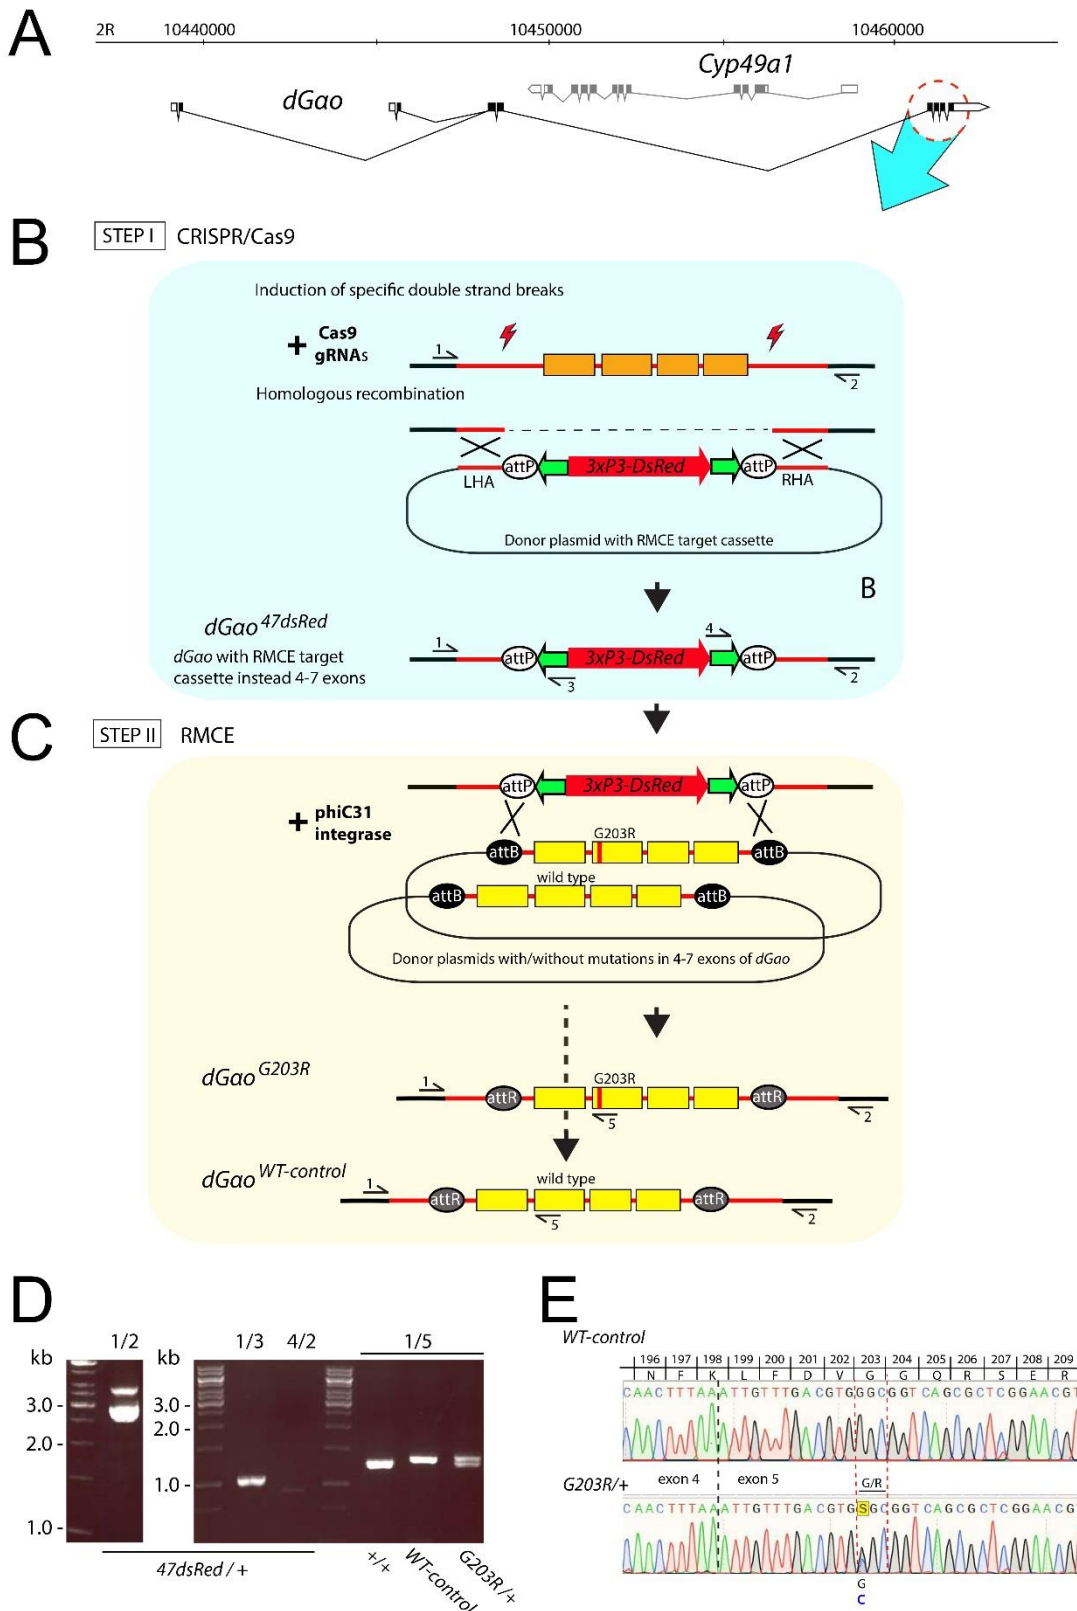 A
2R 10440000 10450000 10460000
Cyp49a1
dGao
B
STEP I CRISPR/Cas9
Induction of specific double strand breaks
+ Cas9
gRNAs
1
2
Homologous recombination
attP 3xP3-DsRed attP
LHA RHA
Donor plasmid with RMCE target cassette
B
dGao 47dsRed
dGao with RMCE target
cassette instead 4-7 exons
1 4
attP 3xP3-DsRed attP
3 2
C
STEP II RMCE
attP 3xP3-DsRed attP
+ phiC31
integrase
G203R
attB attB
wild type
attB attB
Donor plasmids with/without mutations in 4-7 exons of dGao
dGao G203R
1 G203R
attR attR
5 2
dGao WT-control
1 wild type
attR attR
5 2
D
1/2 1/3 4/2 1/5
kb kb
3.0 - 3.0 -
2.0 -
2.0 -
1.0 -
1.0 -
47dsRed / +
+/+ WT-control G203R/+
E
WT-control
196 197 198 199 200 201 202 203 204 205 206 207 208 209
N F K L F D V G G Q R S E R
CAACTTTAAATTGTTTGACGTGGGCGGTCAGCGCTCGGAACGT
exon 4 exon 5 G/R
G203R/+
CAACTTTAAATTGTTTGACGTGSGCGGTCAGCGCTCGGAACG
G
C